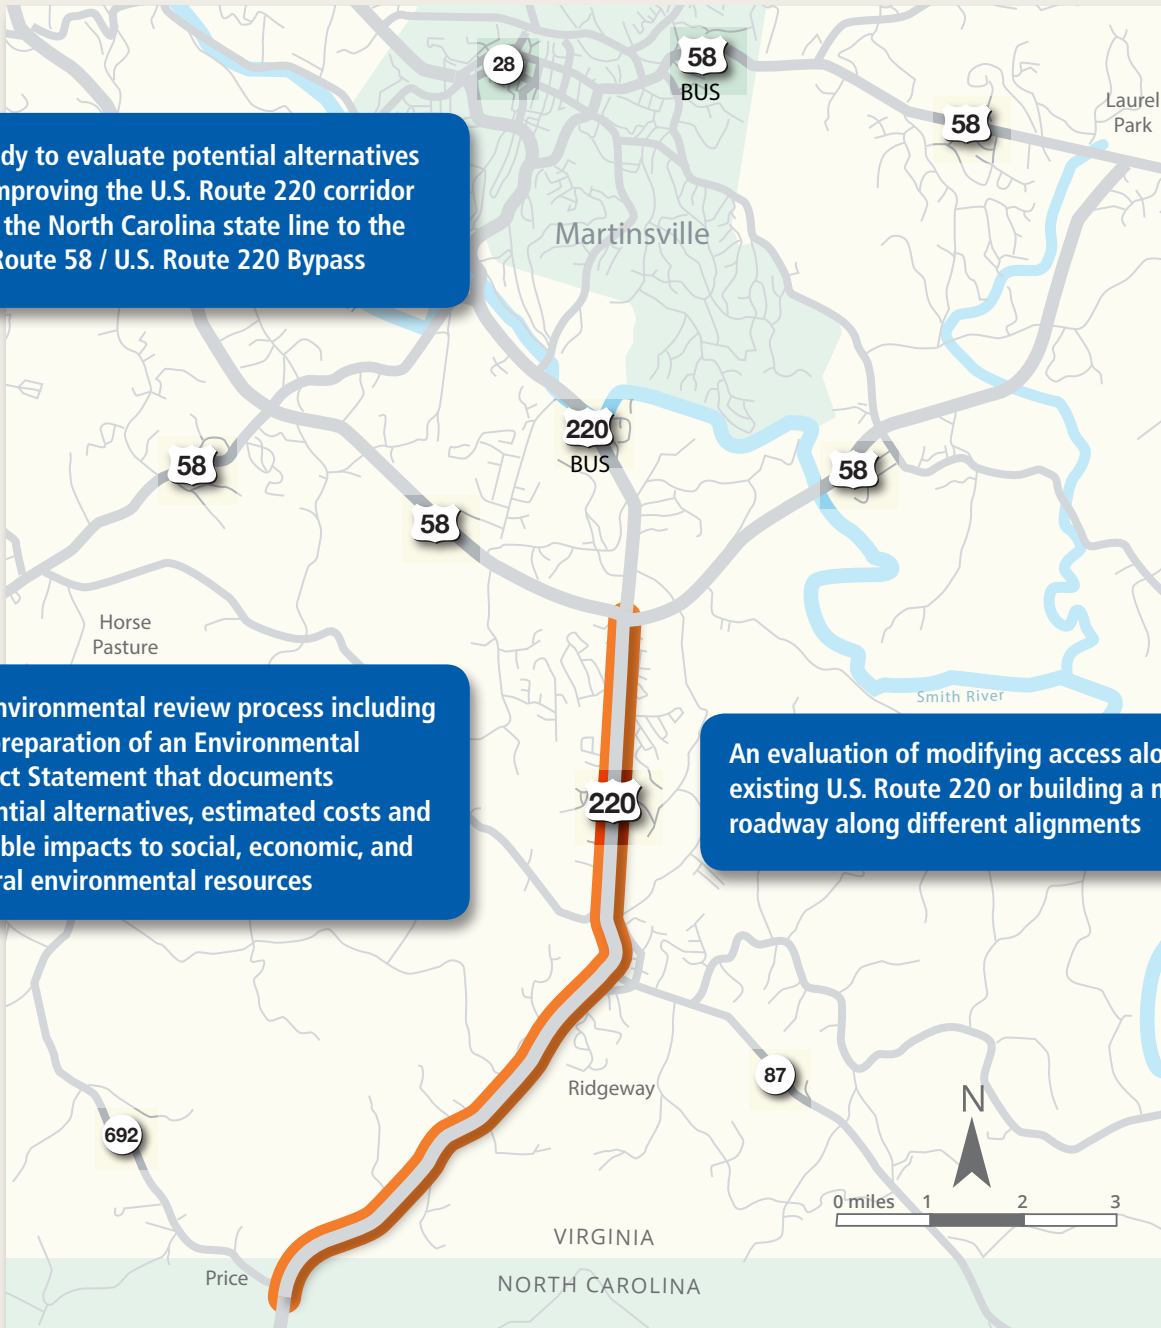 28
58
BUS
58
Laurel
Park
dy to evaluate potential alternatives
mproving the U.S. Route 220 corridor
the North Carolina state line to the
Route 58 / U.S. Route 220 Bypass
Martinsville
220
BUS
58
58
58
Horse
Pasture
Smith River
nvironmental review process including
preparation of an Environmental
ct Statement that documents
ntial alternatives, estimated costs and
ble impacts to social, economic, and
ral environmental resources
An evaluation of modifying access alo
existing U.S. Route 220 or building a n
roadway along different alignments
220
Ridgeway
87
692
N
0 miles 1 2 3
VIRGINIA
Price
NORTH CAROLINA